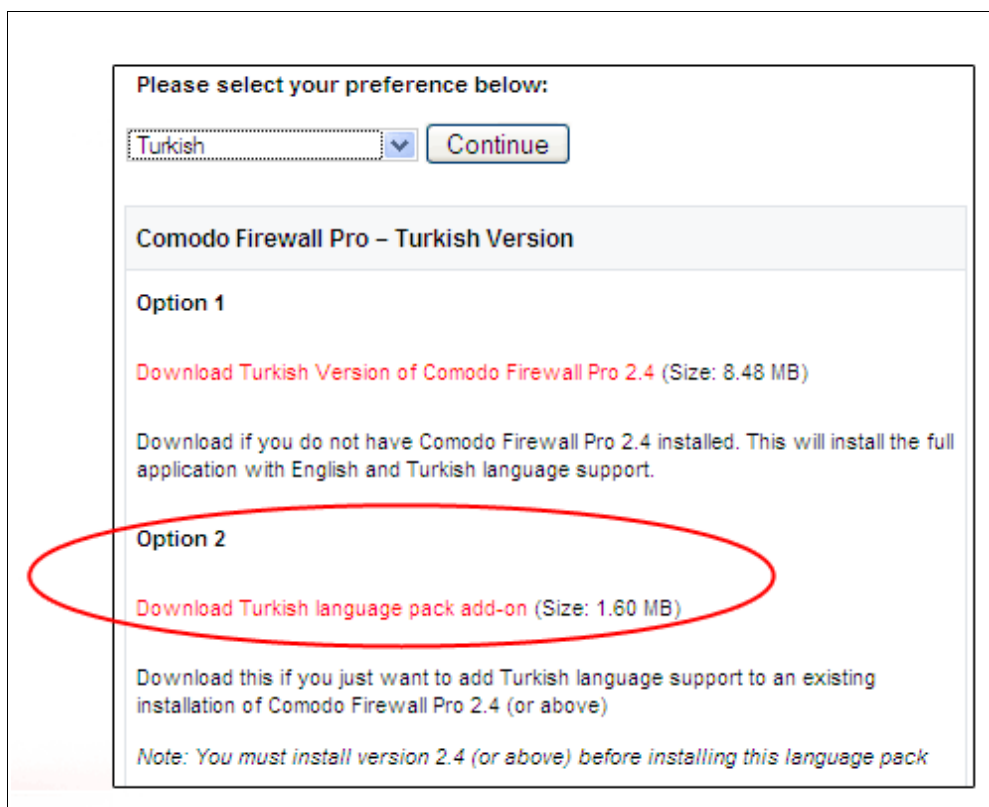 Please select your preference below:
Turkish
Continue
Comodo Firewall Pro – Turkish Version
Option 1
Download Turkish Version of Comodo Firewall Pro 2.4 (Size: 8.48 MB)
Download if you do not have Comodo Firewall Pro 2.4 installed. This will install the full
application with English and Turkish language support.
Option 2
Download Turkish language pack add-on (Size: 1.60 MB)
Download this if you just want to add Turkish language support to an existing
installation of Comodo Firewall Pro 2.4 (or above)
Note: You must install version 2.4 (or above) before installing this language pack